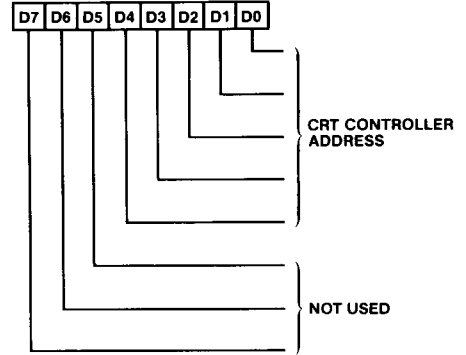 D7 D6 D5 D4 D3 D2 D1 D0
CRT CONTROLLER
ADDRESS
NOT USED